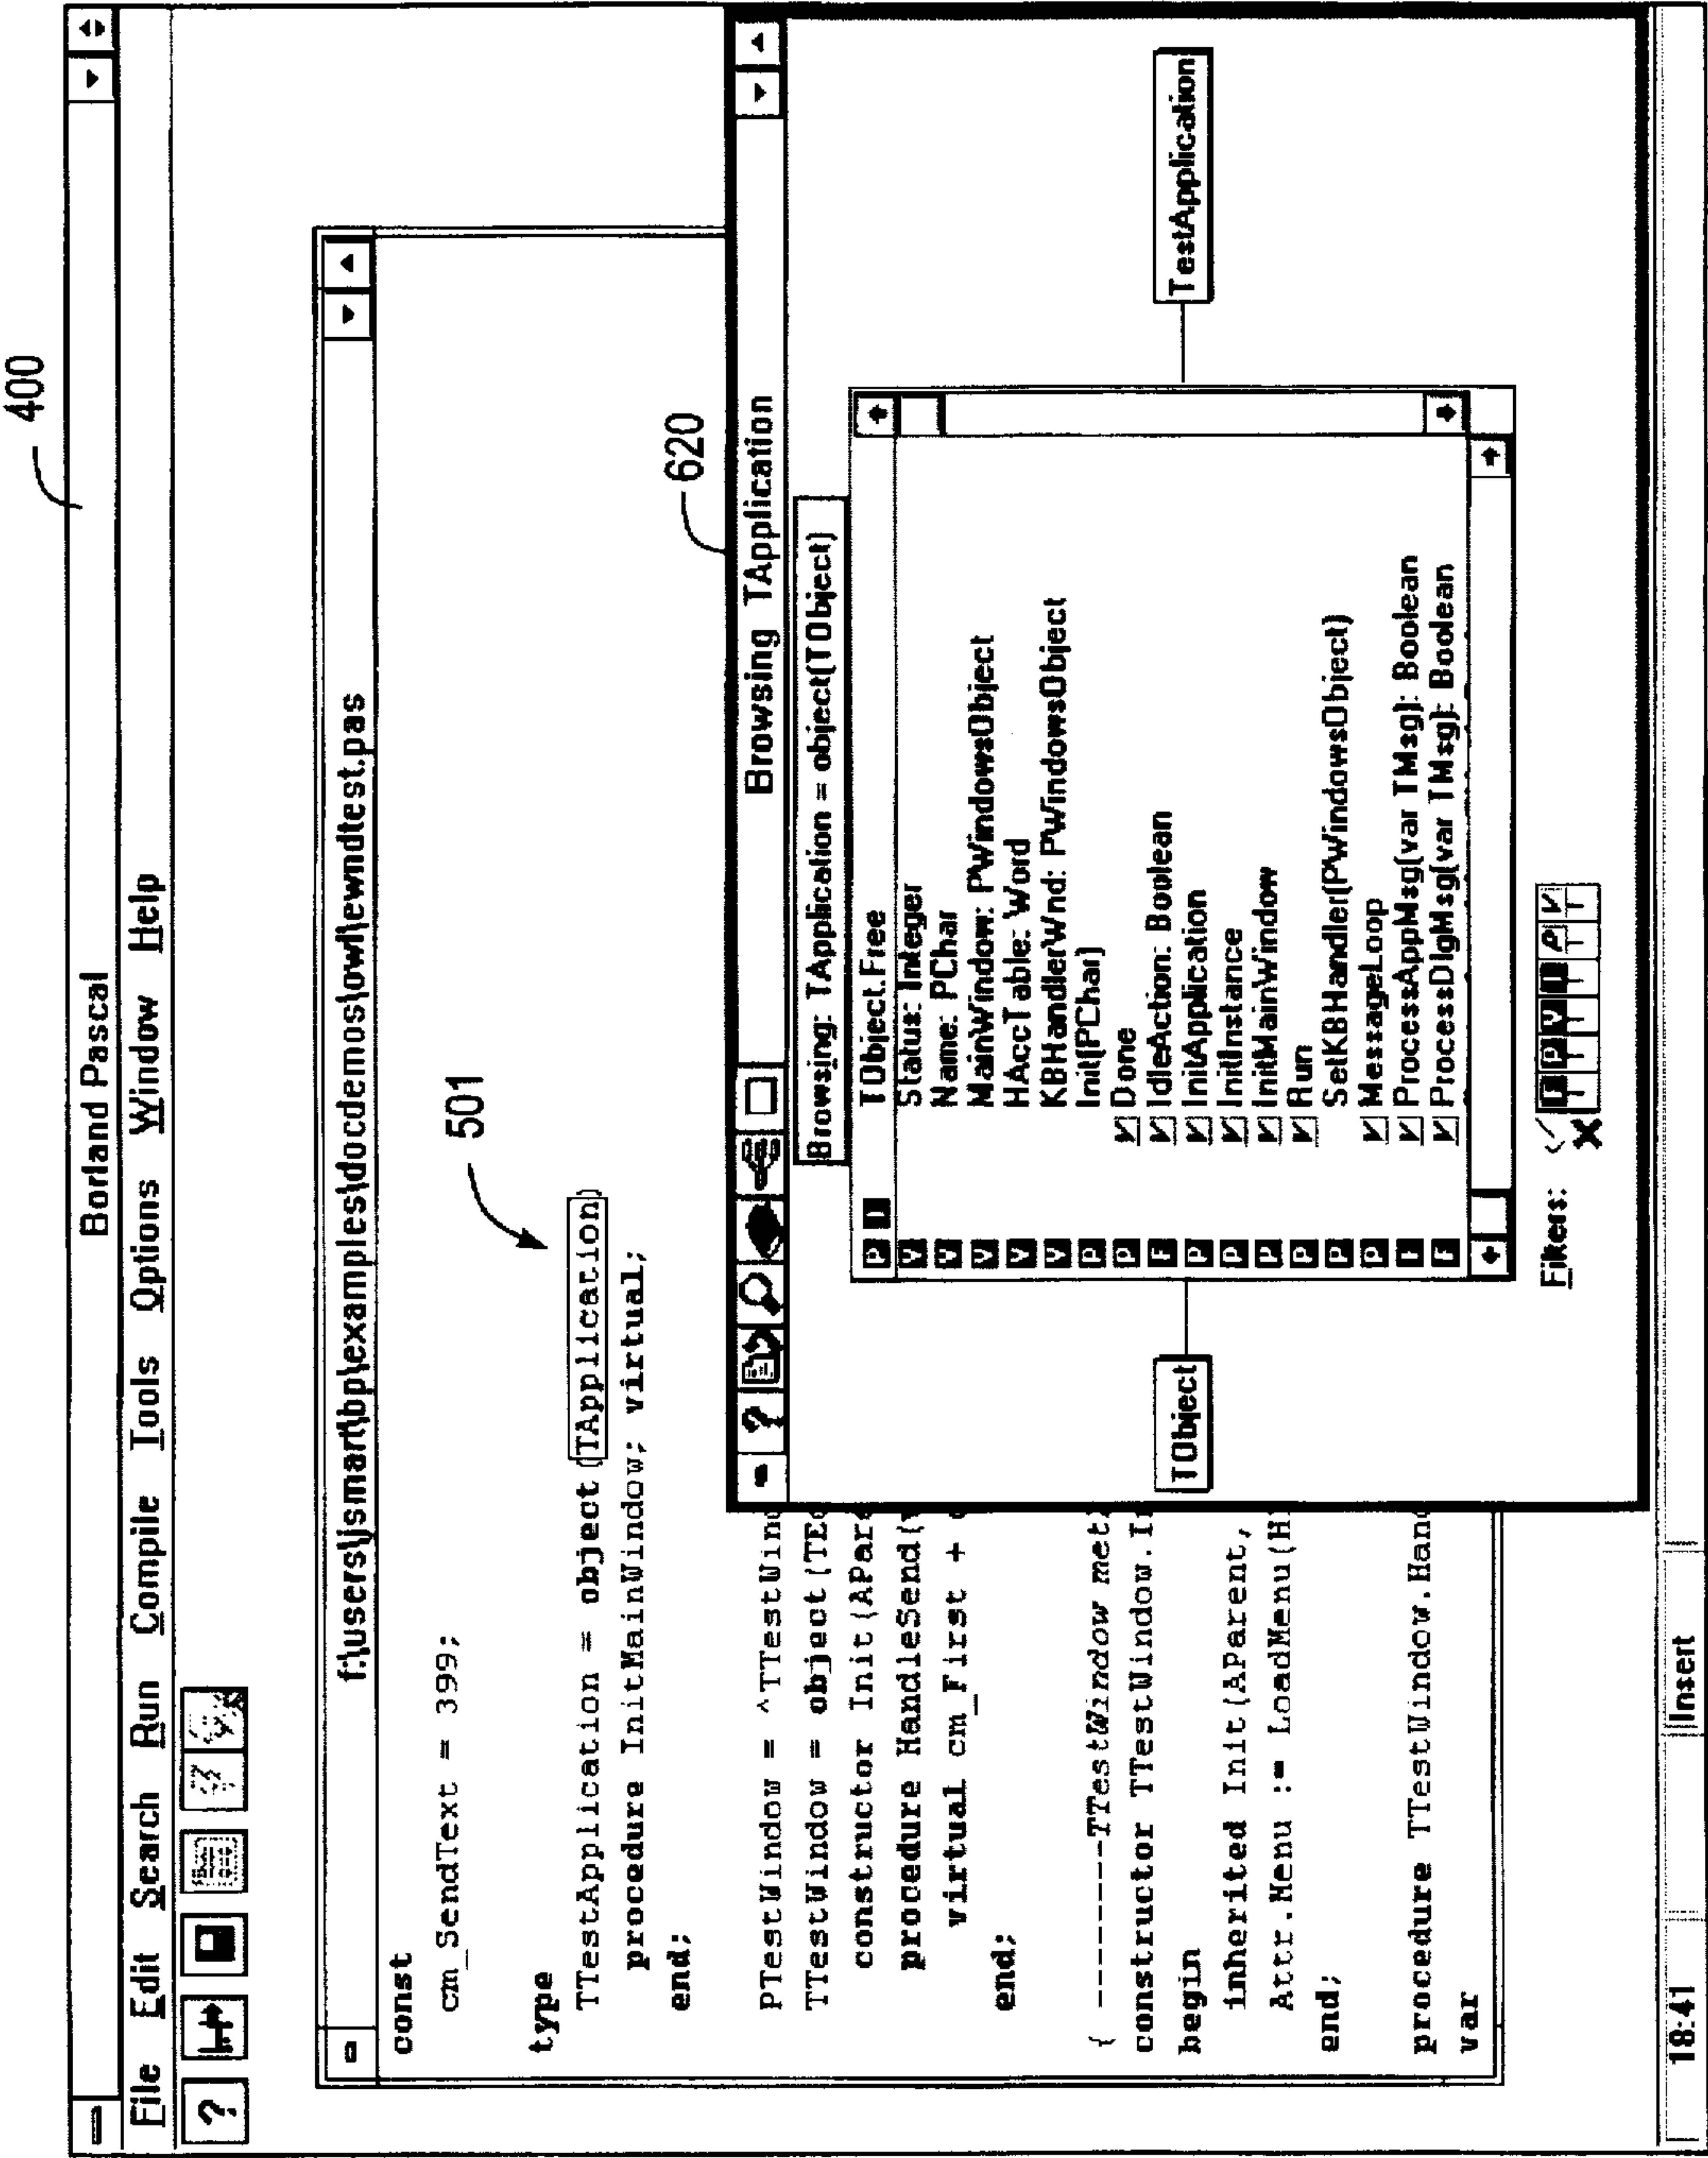 400
Borland Pascal
File Edit Search Run Compile Tools Options Window Help
?
f:\users\jsmart\bp\examples\docdemos\owl\ewndtest.pas
const
cm_SendText = 399;
501
type
TTestApplication = object(TApplication)
procedure InitMainWindow; virtual;
end;
PTestWindow = ^TTestWind
TTestWindow = object(TEd
constructor Init(APare
procedure HandleSend(v
virtual cm_First + c
end;
{ --------TTestWindow met
constructor TTestWindow.I
begin
inherited Init(AParent,
Attr.Menu := LoadMenu(H
end;
procedure TTestWindow.Hand
var
620
? Browsing TApplication
Browsing: TApplication = object(TObject)
P I TObject.Free
V Status: Integer
V Name: PChar
V MainWindow: PWindowsObject
V HAccTable: Word
V KBHandlerWnd: PWindowsObject
P Init(PChar)
P V Done
F V IdleAction: Boolean
P V InitApplication
P V InitInstance
P V InitMainWindow
P V Run
P SetKBHandler(PWindowsObject)
P V MessageLoop
F V ProcessAppMsg(var TMsg): Boolean
F V ProcessDlgMsg(var TMsg): Boolean
TObject
TestApplication
Filters:
18:41 Insert